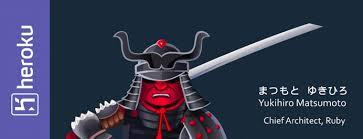 heroku
まつもと ゆきひろ
Yukihiro Matsumoto
Chief Architect, Ruby